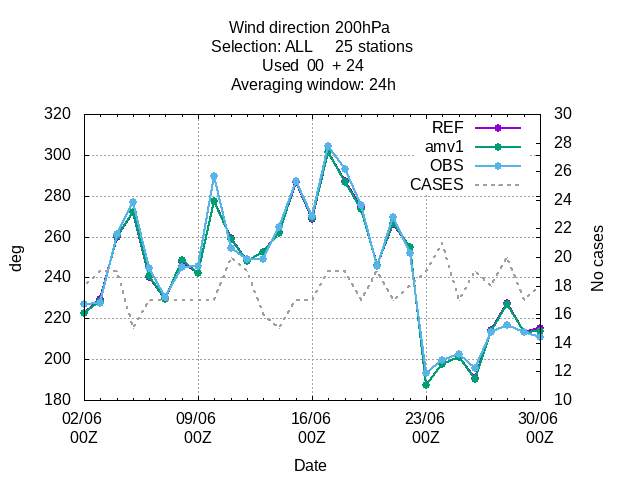 Wind direction 200hPa
Selection: ALL     25 stations
Used  00  + 24
Averaging window: 24h
deg
320
300
280
260
240
220
200
180
REF
amv1
OBS
CASES
30
28
26
24
22
20
18
16
14
12
10
No cases
02/06 09/06 16/06 23/06 30/06
00Z 00Z 00Z 00Z 00Z
Date